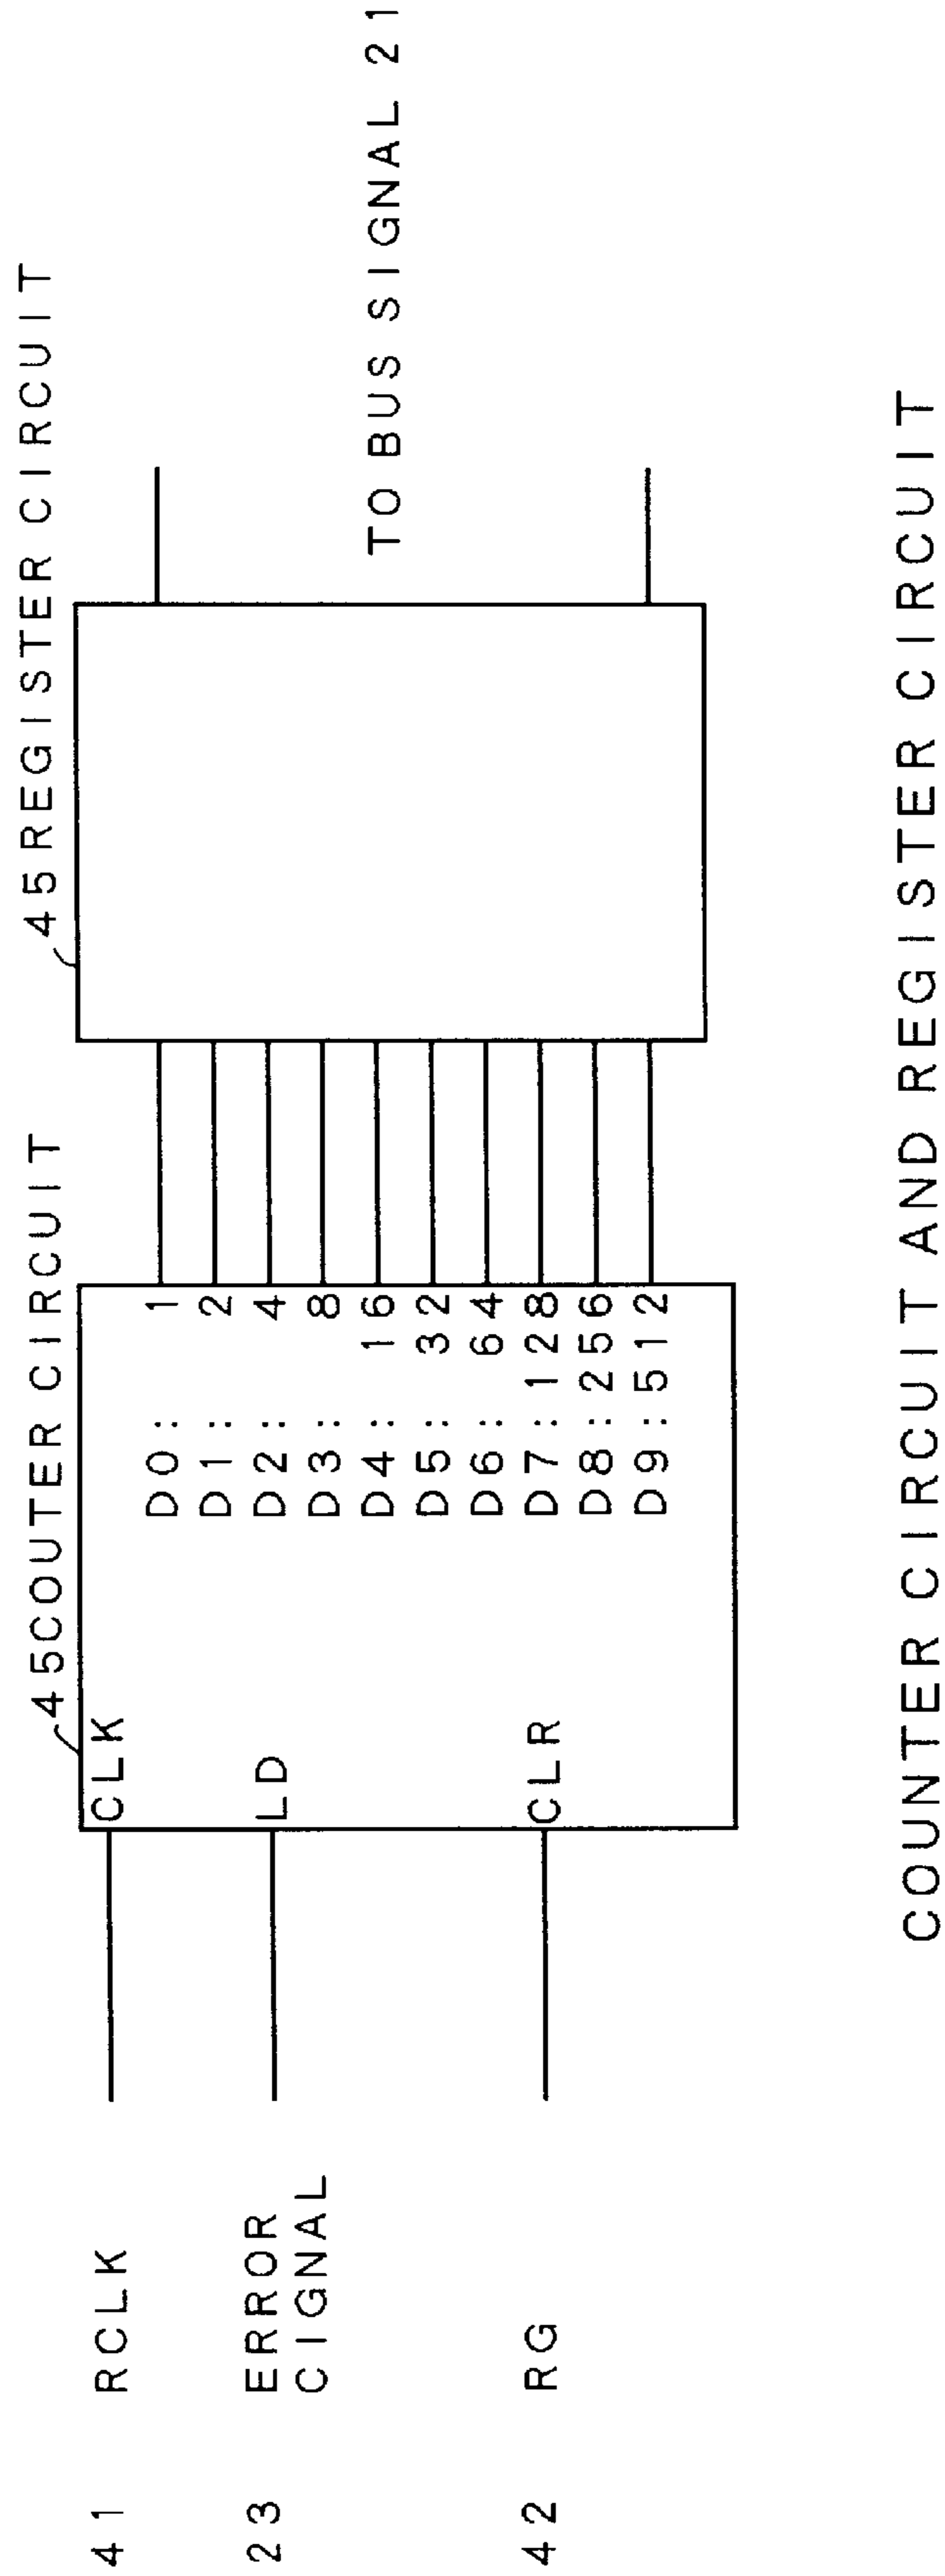 45COUTER CIRCUIT
45REGISTER CIRCUIT
41 RCLK
CLK
23 ERROR
CIGNAL
LD
42 RG
CLR
D0: 1
D1: 2
D2: 4
D3: 8
D4: 16
D5: 32
D6: 64
D7: 128
D8: 256
D9: 512
TO BUS SIGNAL 21
COUNTER CIRCUIT AND REGISTER CIRCUIT